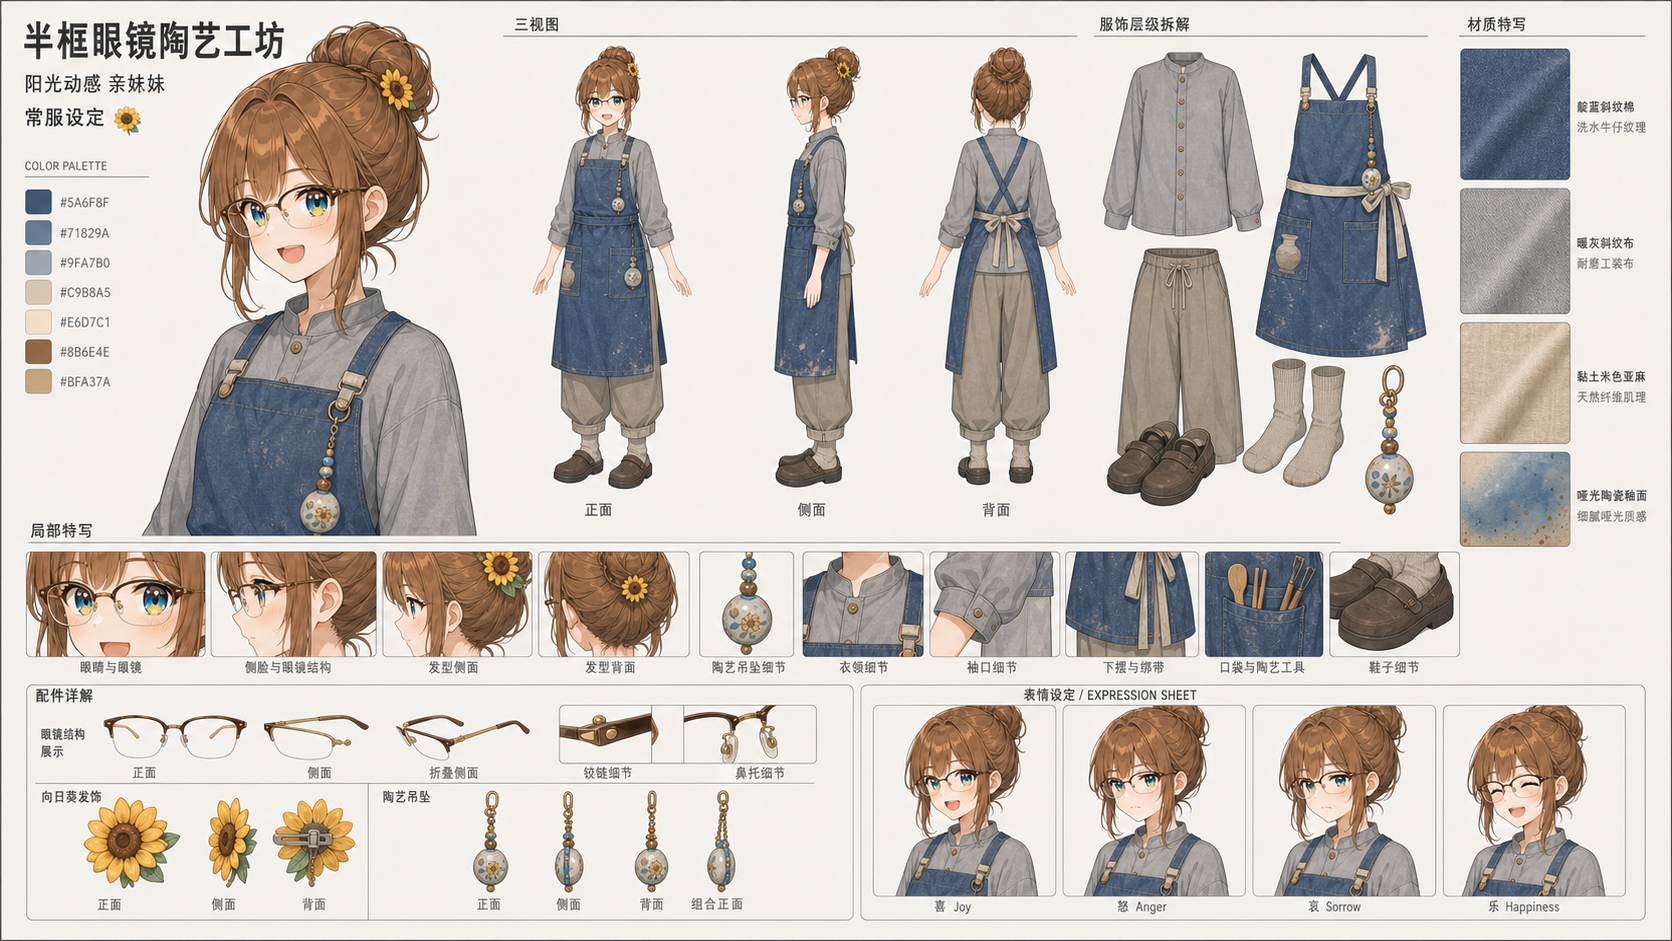 半框眼镜陶艺工坊
阳光动感 亲妹妹
常服设定
COLOR PALETTE
#5A6F8F
#71829A
#9FA7B0
#C9B8A5
#E6D7C1
#8B6E4E
#BFA37A
三视图
正面
侧面
背面
服饰层级拆解
材质特写
靛蓝斜纹棉
洗水牛仔纹理
暖灰斜纹布
耐磨工装布
黏土米色亚麻
天然纤维肌理
哑光陶瓷釉面
细腻哑光质感
局部特写
眼睛与眼镜
侧脸与眼镜结构
发型侧面
发型背面
陶艺吊坠细节
衣领细节
袖口细节
下摆与绑带
口袋与陶艺工具
鞋子细节
配件详解
眼镜结构
展示
正面
侧面
折叠侧面
铰链细节
鼻托细节
向日葵发饰
正面
侧面
背面
陶艺吊坠
正面
侧面
背面
组合正面
表情设定 / EXPRESSION SHEET
喜 Joy
怒 Anger
哀 Sorrow
乐 Happiness